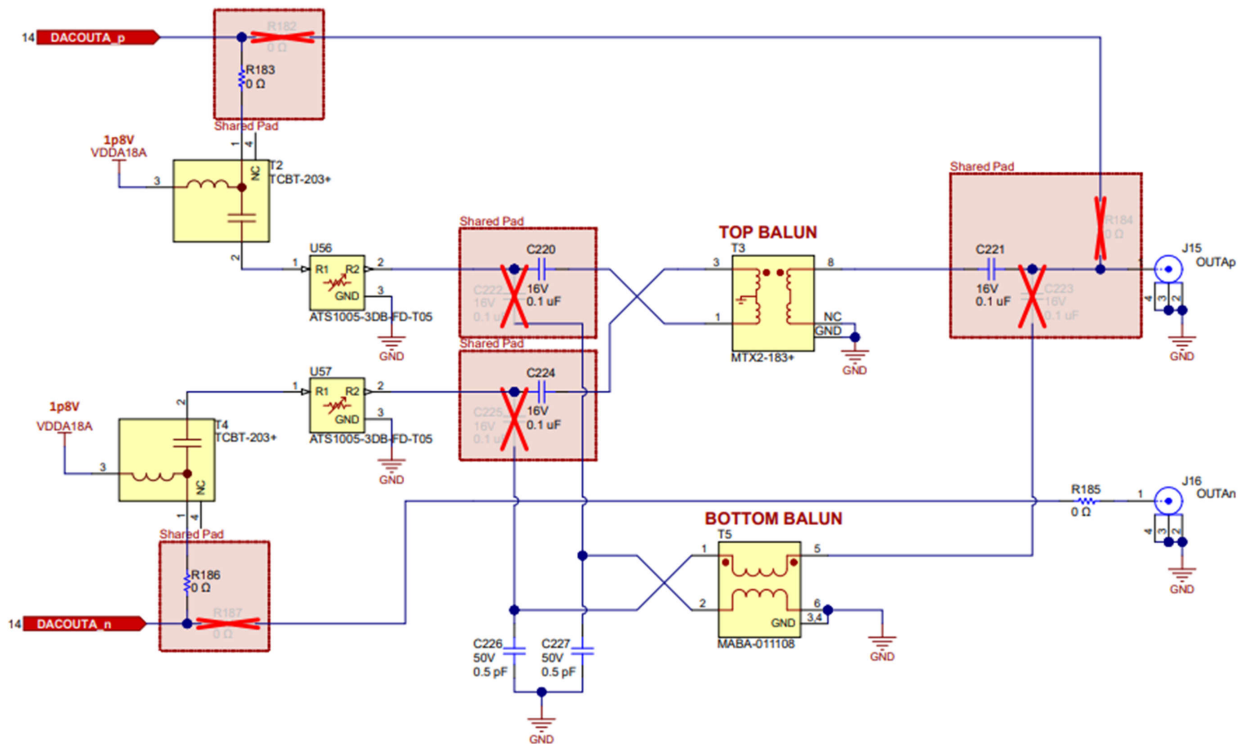 14 DACOUTA_p
R182
0 Ω
R183
0 Ω
Shared Pad
1p8V
VDDA18A
3
1
4
NC
T2
TCBT-203+
2
U56
1
R1
R2
2
GND
3
ATS1005-3DB-FD-T05
GND
Shared Pad
C220
16V
0.1 uF
C222
16V
0.1 uF
TOP BALUN
T3
3
1
8
NC
GND
MTX2-183+
GND
Shared Pad
C221
16V
0.1 uF
C223
16V
0.1 uF
R184
0 Ω
J15
OUTAp
1
4
3
2
GND
Shared Pad
C224
16V
0.1 uF
C225
16V
0.1 uF
U57
1
R1
R2
2
GND
3
ATS1005-3DB-FD-T05
GND
1p8V
VDDA18A
3
2
T4
TCBT-203+
NC
1
4
Shared Pad
R186
0 Ω
R187
0 Ω
14 DACOUTA_n
R185
0 Ω
J16
OUTAn
1
4
3
2
GND
BOTTOM BALUN
T5
1
2
5
6
GND
3,4
MABA-011108
GND
C226
50V
0.5 pF
C227
50V
0.5 pF
GND